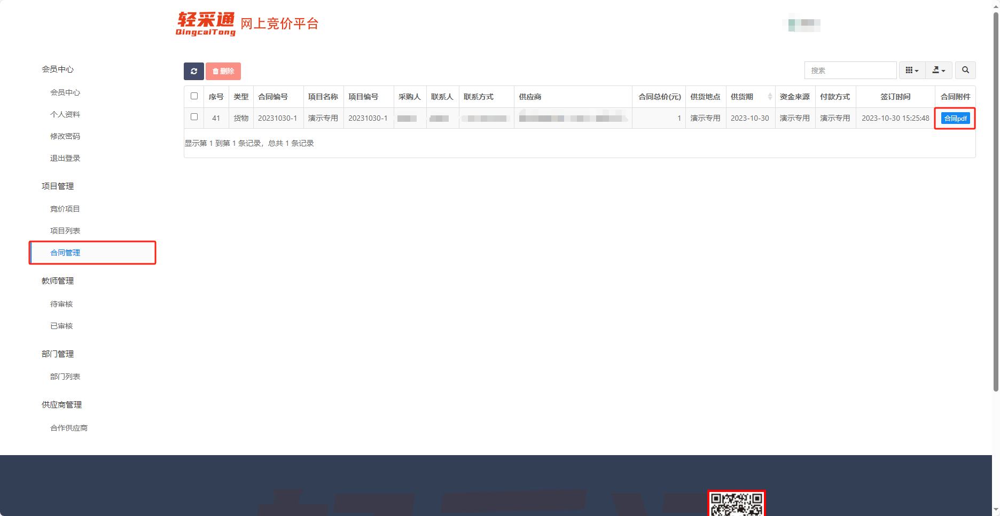 轻采通
QingcaiTong
网上竞价平台
会员中心
会员中心
个人资料
修改密码
退出登录
项目管理
竞价项目
项目列表
合同管理
教师管理
待审核
已审核
部门管理
部门列表
供应商管理
合作供应商
删除
搜索
序号 类型 合同编号 项目名称 项目编号 采购人 联系人 联系方式 供应商 合同总价(元) 供货地点 供货期 资金来源 付款方式 签订时间 合同附件
41 货物 20231030-1 演示专用 20231030-1 1 演示专用 2023-10-30 演示专用 演示专用 2023-10-30 15:25:48 合同pdf
显示第 1 到第 1 条记录，总共 1 条记录